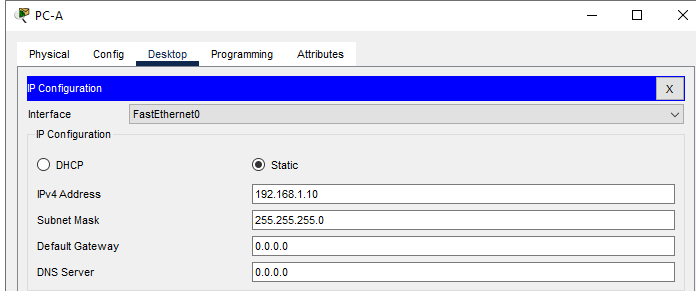 PC-A
Physical Config Desktop Programming Attributes
IP Configuration X
Interface FastEthernet0
IP Configuration
DHCP Static
IPv4 Address 192.168.1.10
Subnet Mask 255.255.255.0
Default Gateway 0.0.0.0
DNS Server 0.0.0.0